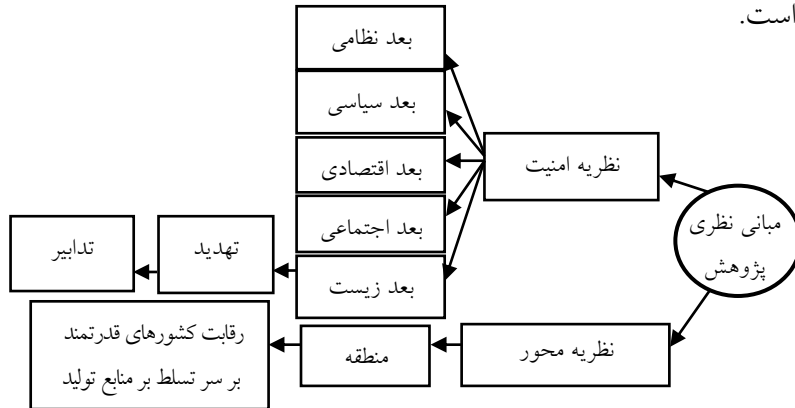 است.
بعد نظامی
بعد سیاسی
بعد اقتصادی
بعد اجتماعی
بعد زیست
نظریه امنیت
مبانی نظری
پژوهش
تهدید
تدابیر
نظریه محور
منطقه
رقابت کشورهای قدرتمند
بر سر تسلط بر منابع تولید